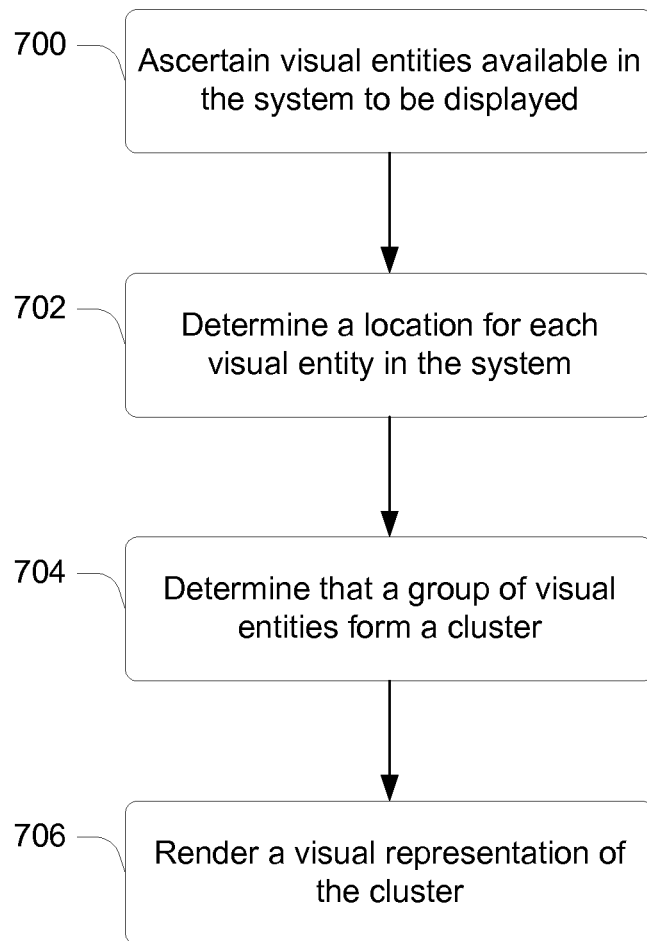 700
Ascertain visual entities available in
the system to be displayed
702
Determine a location for each
visual entity in the system
704
Determine that a group of visual
entities form a cluster
706
Render a visual representation of
the cluster